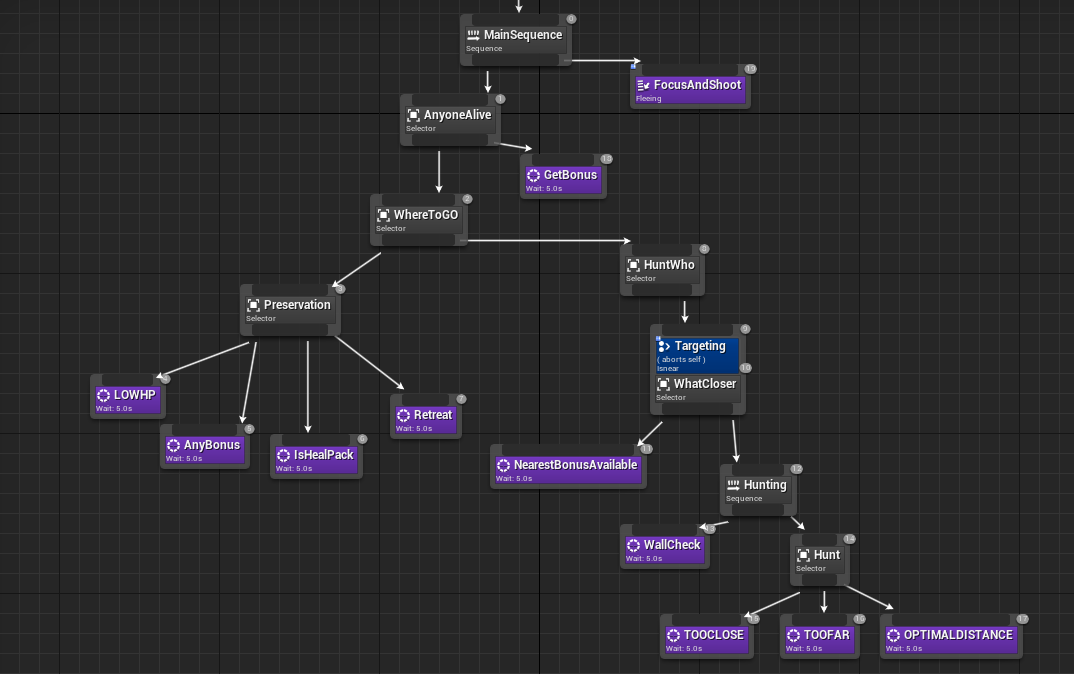 0
MainSequence
Sequence
19
FocusAndShoot
Fleeing
1
AnyoneAlive
Selector
18
GetBonus
Wait: 5.0s
2
WhereToGO
Selector
8
HuntWho
Selector
3
Preservation
Selector
9
Targeting
( aborts self )
Isnear
10
WhatCloser
Selector
4
LOWHP
Wait: 5.0s
5
AnyBonus
Wait: 5.0s
6
IsHealPack
Wait: 5.0s
7
Retreat
Wait: 5.0s
11
NearestBonusAvailable
Wait: 5.0s
12
Hunting
Sequence
13
WallCheck
Wait: 5.0s
14
Hunt
Selector
15
TOOCLOSE
Wait: 5.0s
16
TOOFAR
Wait: 5.0s
17
OPTIMALDISTANCE
Wait: 5.0s